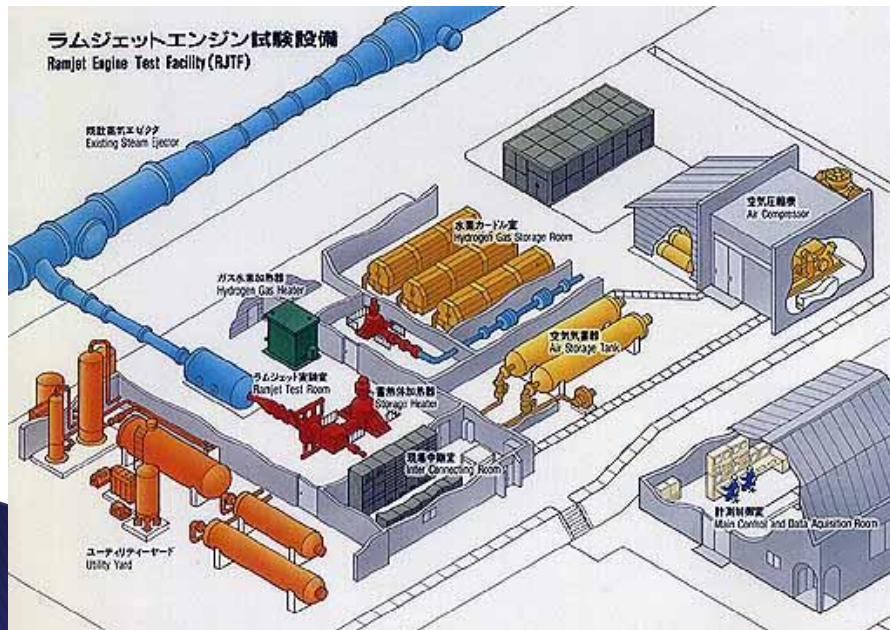 ラムジェットエンジン試験設備
Ramjet Engine Test Facility (RJTF)
既設蒸気エゼクタ
Existing Steam Ejector
空気圧縮機
Air Compressor
水素カードル室
Hydrogen Gas Storage Room
ガス水素加熱器
Hydrogen Gas Heater
空気気蓄器
Air Storage Tank
ラムジェット実験室
Ramjet Test Room
蓄熱体加熱器
Storage Heater
現場中継室
Inter Connecting Room
計測制御室
Main Control and Data Aquisition Room
ユーティリティーヤード
Utility Yard